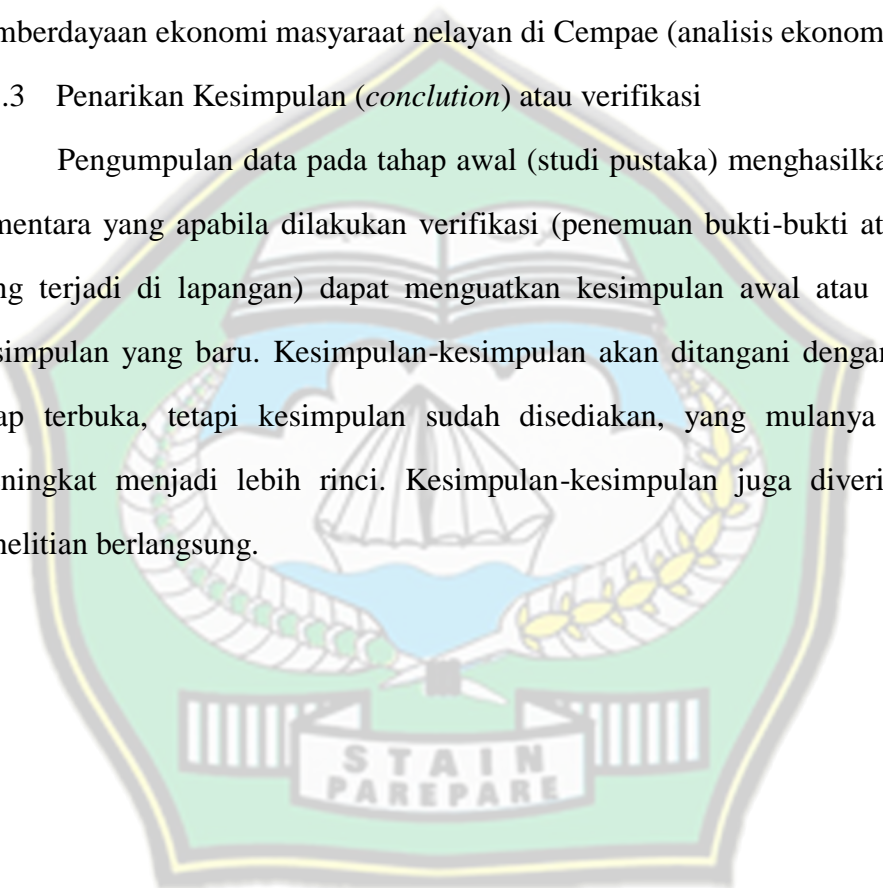 mberdayaan ekonomi masyaraat nelayan di Cempae (analisis ekonom
.3 Penarikan Kesimpulan (conclution) atau verifikasi
Pengumpulan data pada tahap awal (studi pustaka) menghasilka
mentara yang apabila dilakukan verifikasi (penemuan bukti-bukti at
ng terjadi di lapangan) dapat menguatkan kesimpulan awal atau
simpulan yang baru. Kesimpulan-kesimpulan akan ditangani dengan
ap terbuka, tetapi kesimpulan sudah disediakan, yang mulanya
ningkat menjadi lebih rinci. Kesimpulan-kesimpulan juga diveri
nelitian berlangsung.
STAIN
PAREPARE